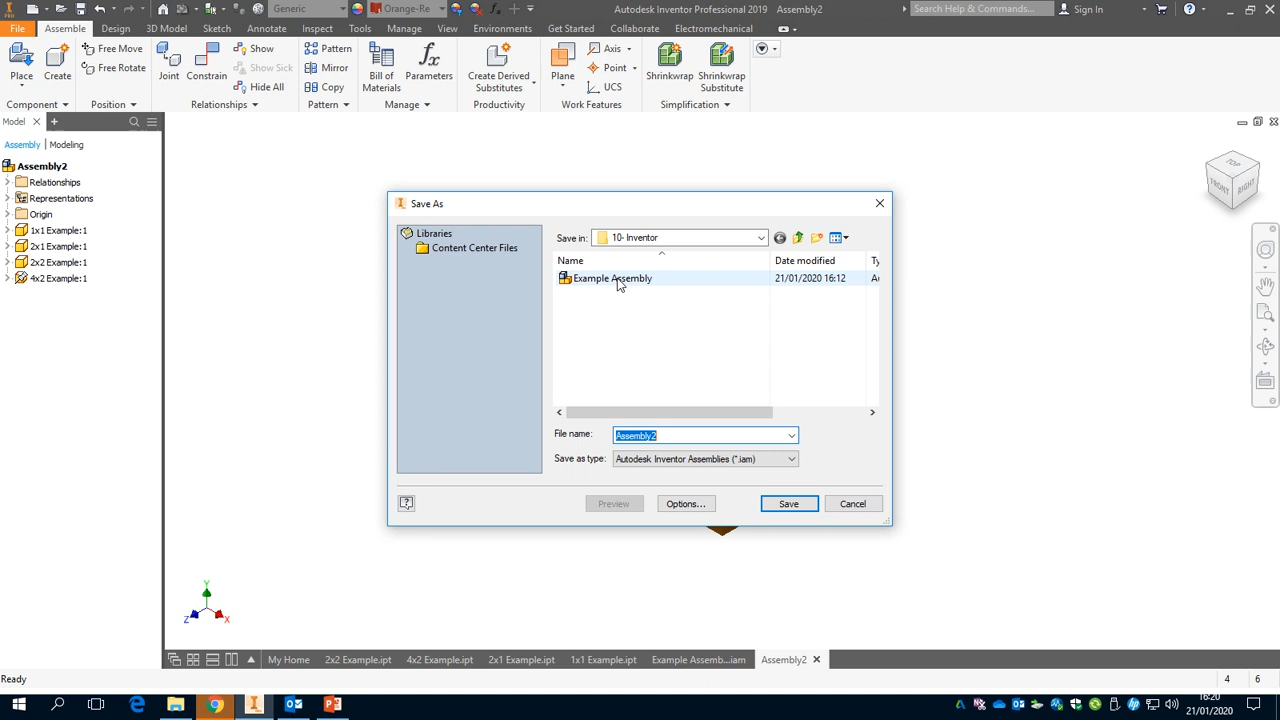 Generic
Orange-Re
Autodesk Inventor Professional 2019 Assembly2
Search Help & Commands...
Sign In
File Assemble Design 3D Model Sketch Annotate Inspect Tools Manage View Environments Get Started Collaborate Electromechanical
Place
Create
Free Move
Free Rotate
Joint
Constrain
Show
Show Sick
Hide All
Pattern
Mirror
Copy
Bill of
Materials
Parameters
Create Derived
Substitutes
Plane
Axis
Point
UCS
Shrinkwrap
Shrinkwrap
Substitute
Component Position Relationships Pattern Manage Productivity Work Features Simplification
Model
Assembly Modeling
Assembly2
Relationships
Representations
Origin
1x1 Example:1
2x1 Example:1
2x2 Example:1
4x2 Example:1
Save As
Libraries
Content Center Files
Save in: 10- Inventor
Name Date modified Ty
Example Assembly 21/01/2020 16:12 Au
File name: Assembly2
Save as type: Autodesk Inventor Assemblies (*.iam)
Preview Options... Save Cancel
TOP
FRONT
RIGHT
Y
Z
X
My Home 2x2 Example.ipt 4x2 Example.ipt 2x1 Example.ipt 1x1 Example.ipt Example Assemb...iam Assembly2
Ready 4 6
16:20
21/01/2020